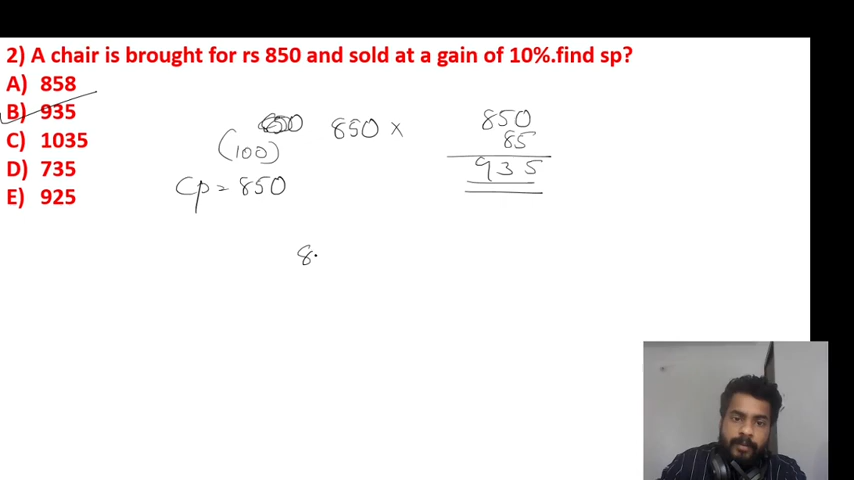 2) A chair is brought for rs 850 and sold at a gain of 10%.find sp?
A) 858
B) 935
C) 1035
D) 735
E) 925
850 x
(100)
Cp = 850
850
85
935
8.